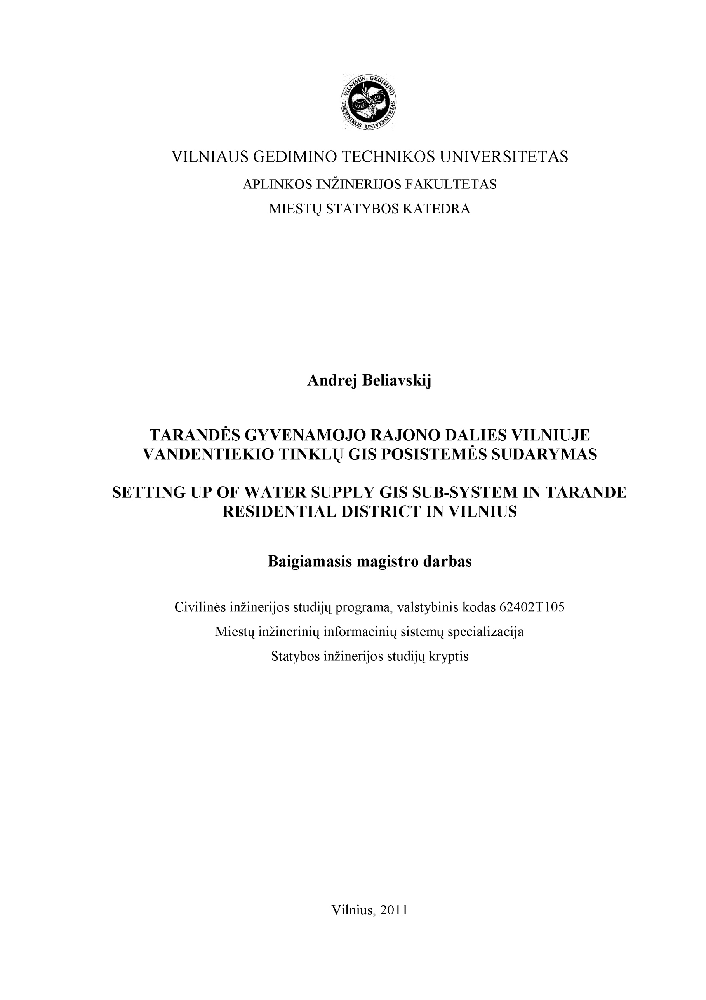 VILNIAUS GEDIMINO
TECHNIKOS UNIVERSITETAS
SAPERE AUDE
VILNIAUS GEDIMINO TECHNIKOS UNIVERSITETAS
APLINKOS INŽINERIJOS FAKULTETAS
MIESTŲ STATYBOS KATEDRA
Andrej Beliavskij
TARANDĖS GYVENAMOJO RAJONO DALIES VILNIUJE
VANDENTIEKIO TINKLŲ GIS POSISTEMĖS SUDARYMAS
SETTING UP OF WATER SUPPLY GIS SUB-SYSTEM IN TARANDE
RESIDENTIAL DISTRICT IN VILNIUS
Baigiamasis magistro darbas
Civilinės inžinerijos studijų programa, valstybinis kodas 62402T105
Miestų inžinerinių informacinių sistemų specializacija
Statybos inžinerijos studijų kryptis
Vilnius, 2011